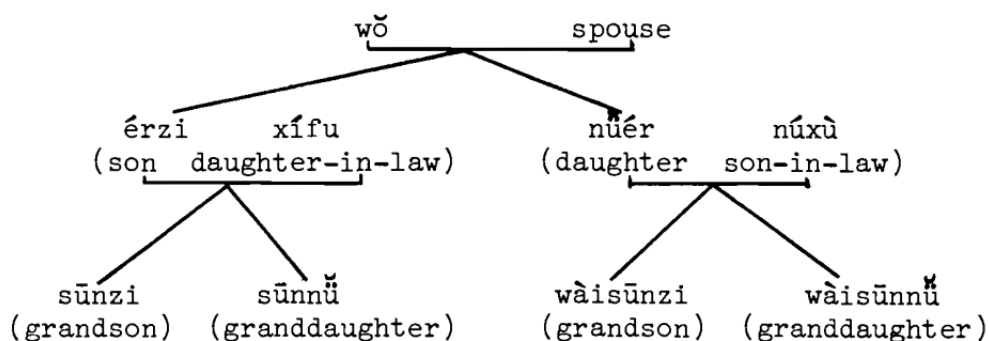 wǒ spouse
érzi xífu nǚér núxù
(son daughter-in-law) (daughter son-in-law)
sūnzi sūnnǚ wàisūnzi wàisūnnǚ
(grandson) (granddaughter) (grandson) (granddaughter)